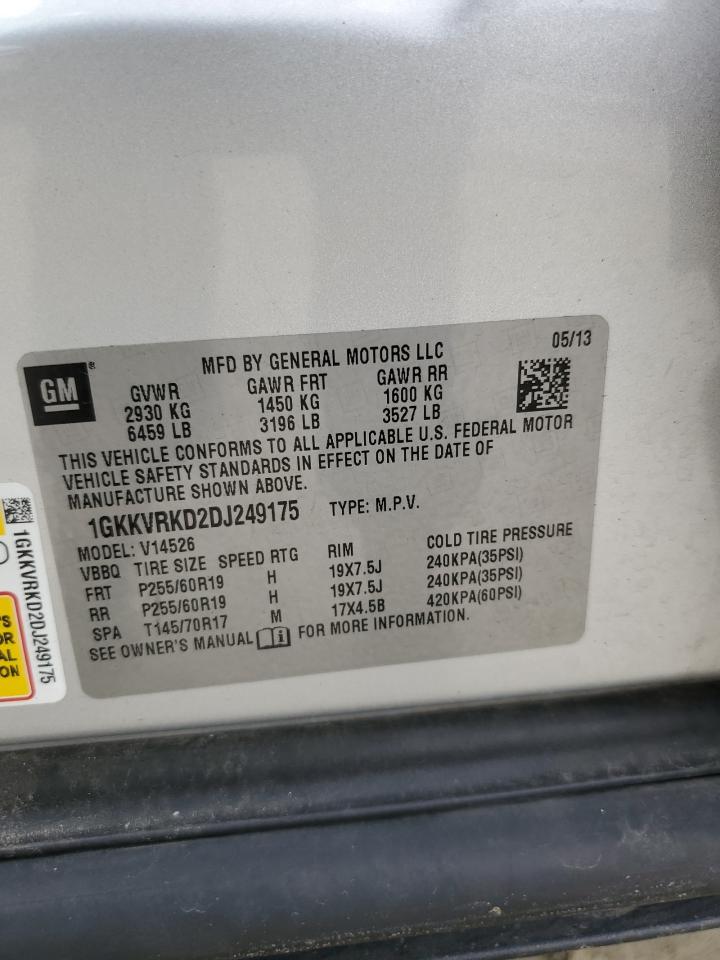 GM®
MFD BY GENERAL MOTORS LLC 05/13
GVWR GAWR FRT GAWR RR
2930 KG 1450 KG 1600 KG
6459 LB 3196 LB 3527 LB
THIS VEHICLE CONFORMS TO ALL APPLICABLE U.S. FEDERAL MOTOR
VEHICLE SAFETY STANDARDS IN EFFECT ON THE DATE OF
MANUFACTURE SHOWN ABOVE.
1GKKVRKD2DJ249175 TYPE: M.P.V.
MODEL: V14526
VBBQ TIRE SIZE SPEED RTG RIM COLD TIRE PRESSURE
FRT P255/60R19 H 19X7.5J 240KPA(35PSI)
RR P255/60R19 H 19X7.5J 240KPA(35PSI)
SPA T145/70R17 M 17X4.5B 420KPA(60PSI)
SEE OWNER'S MANUAL FOR MORE INFORMATION.
1GKKVRKD2DJ249175
'S
OR
AL
ON